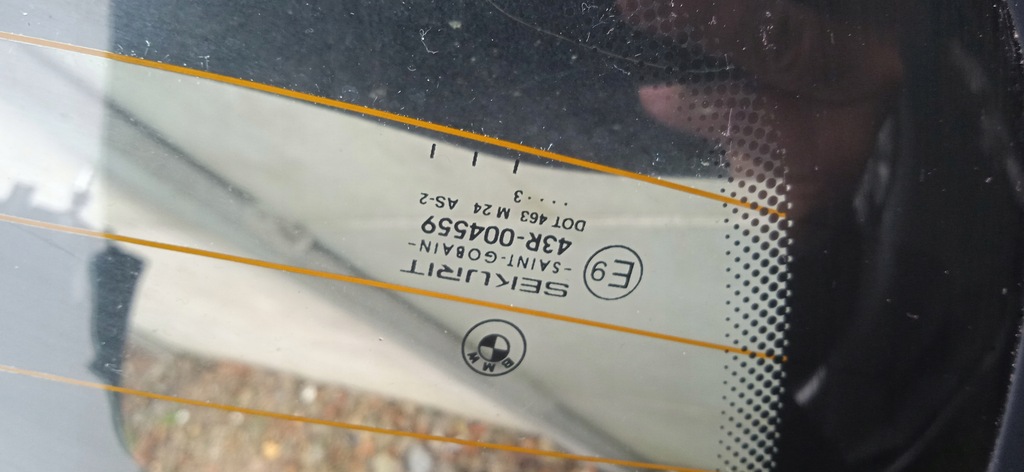 BMW
SEKURIT
-SAINT-GOBAIN-
E9 43R-004559
DOT 463 M 24 AS-2
....3